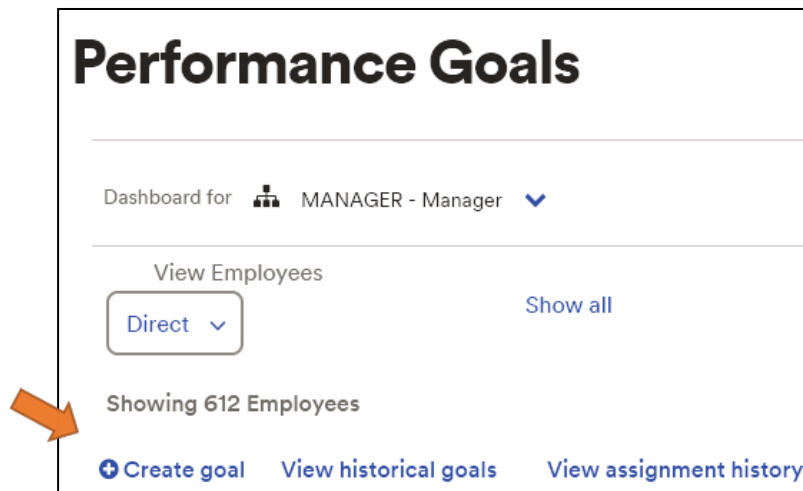 Performance Goals
Dashboard for MANAGER - Manager
View Employees
Direct
Show all
Showing 612 Employees
Create goal View historical goals View assignment history